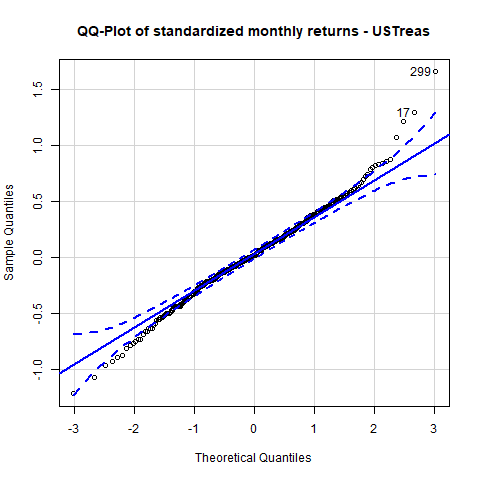 QQ-Plot of standardized monthly returns - USTreas
299
17
1.5
1.0
0.5
0.0
-0.5
-1.0
Sample Quantiles
-3 -2 -1 0 1 2 3
Theoretical Quantiles